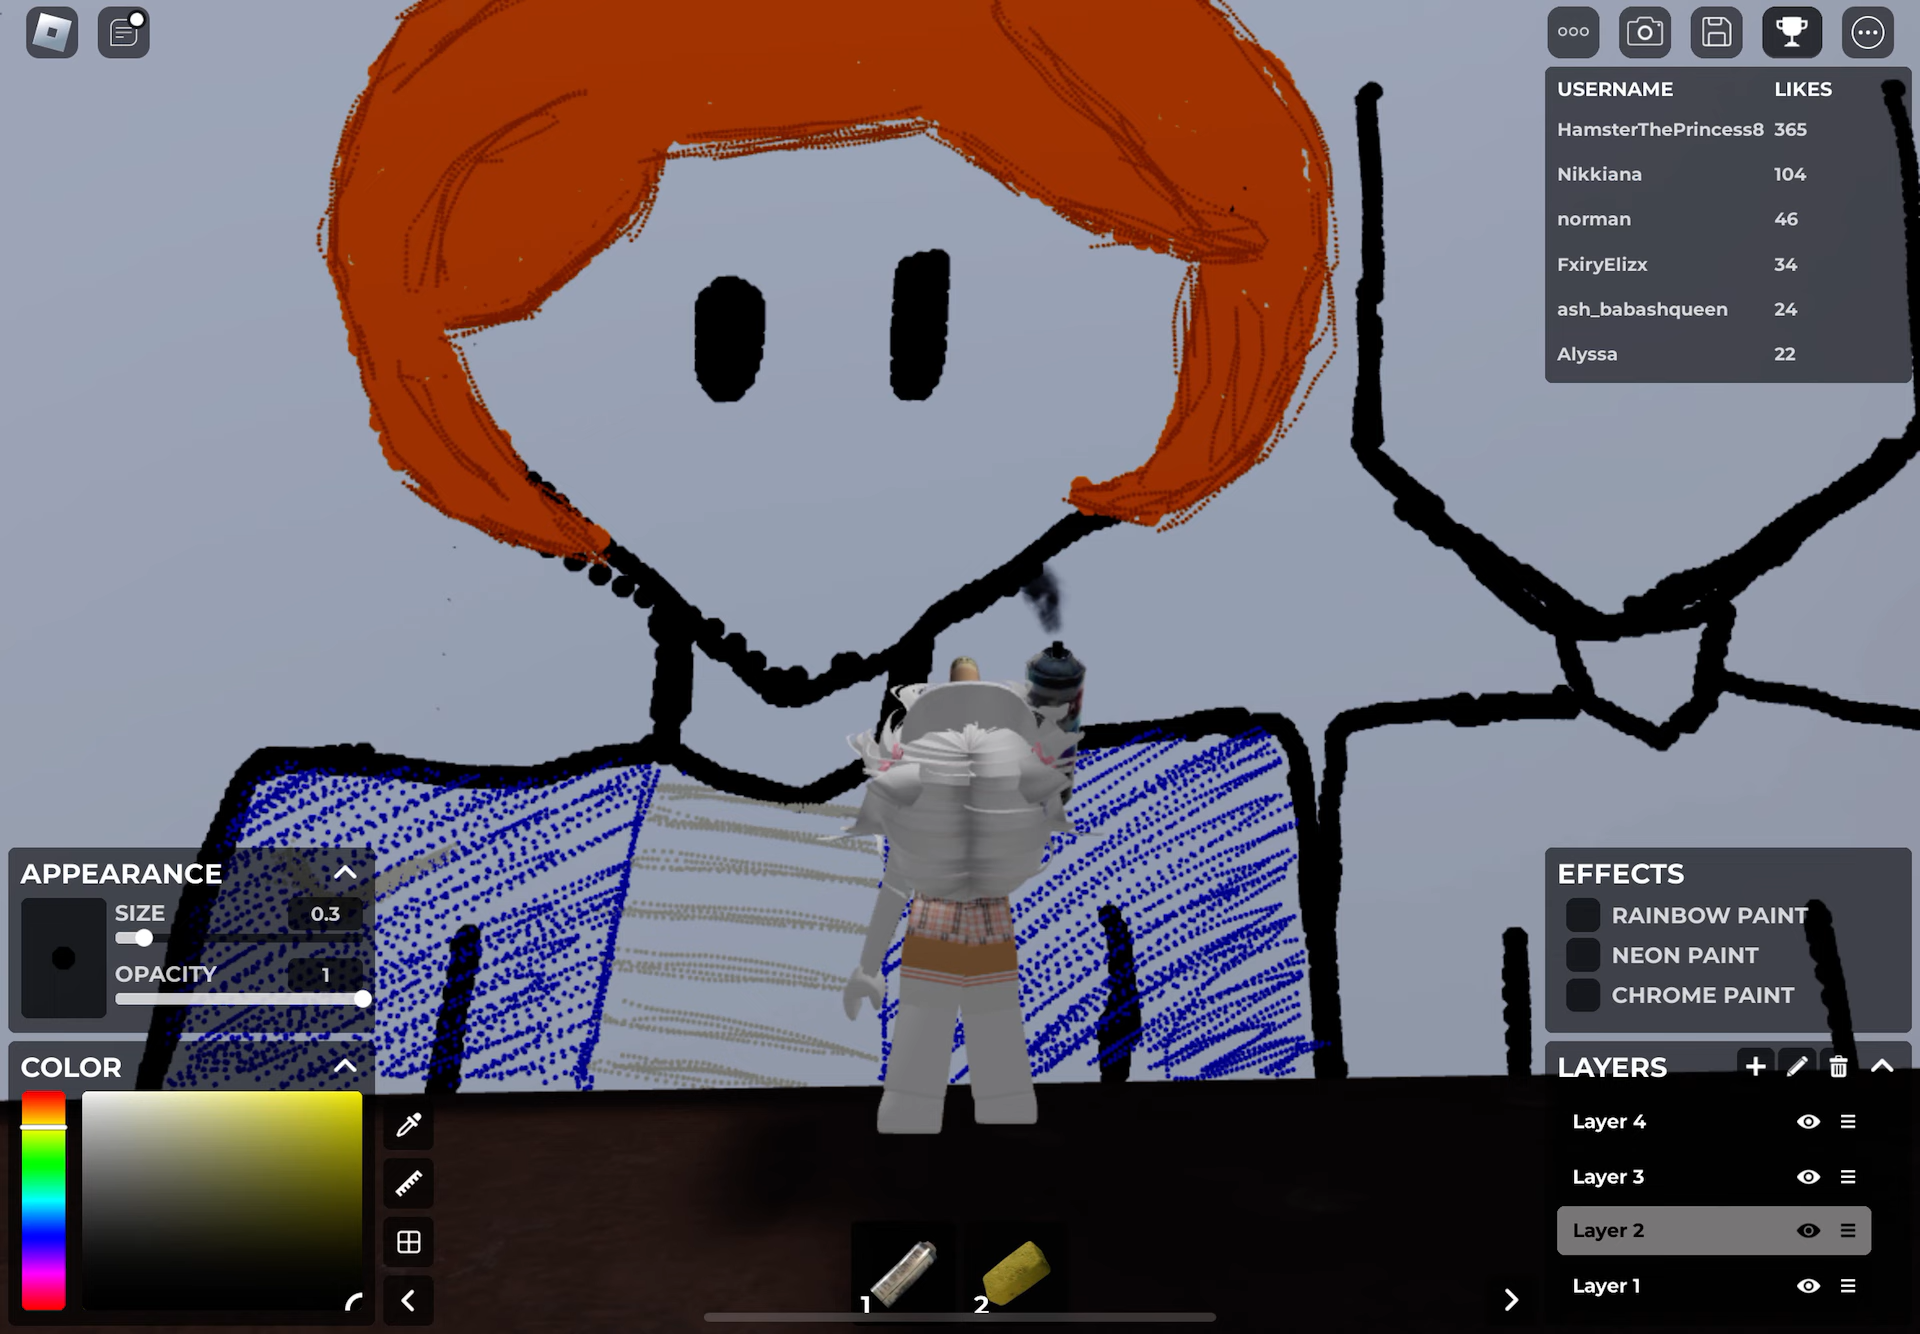 USERNAME LIKES
HamsterThePrincess8 365
Nikkiana 104
norman 46
FxiryElizx 34
ash_babashqueen 24
Alyssa 22
APPEARANCE
SIZE 0.3
OPACITY 1
COLOR
EFFECTS
RAINBOW PAINT
NEON PAINT
CHROME PAINT
LAYERS
Layer 4
Layer 3
Layer 2
Layer 1
1 2